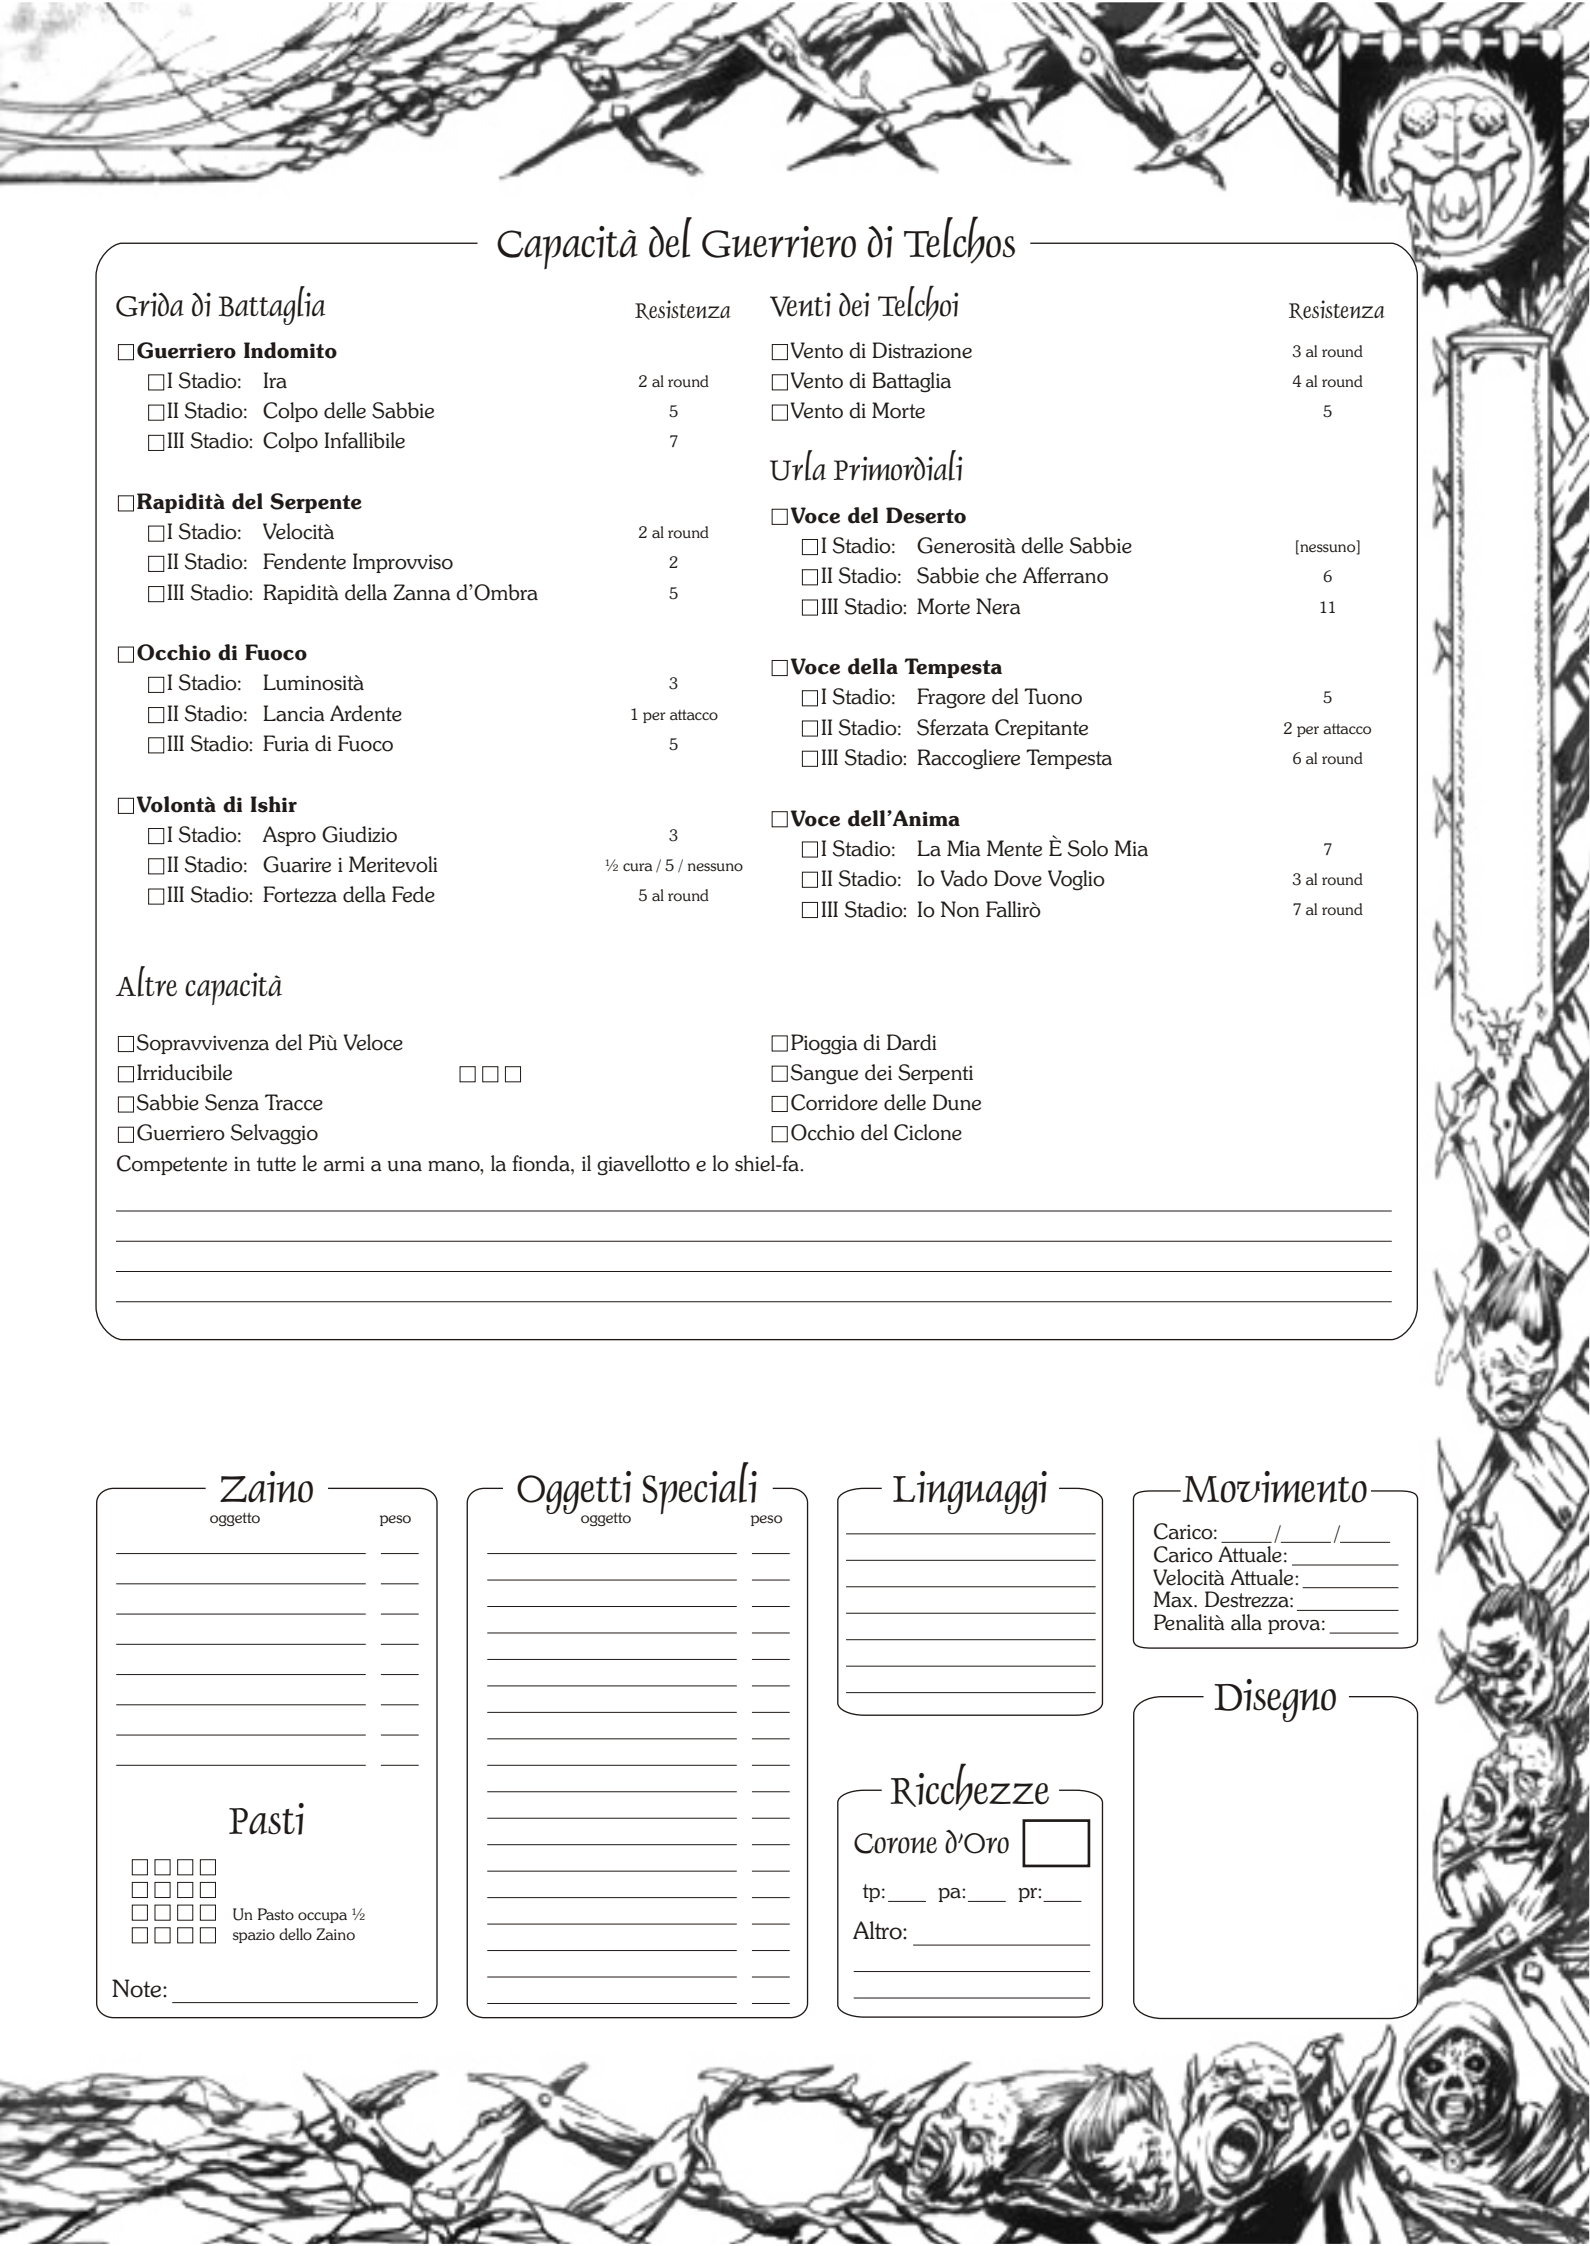 Capacità del Guerriero di Telchos
Grida di Battaglia Resistenza
Guerriero Indomito
I Stadio: Ira 2 al round
II Stadio: Colpo delle Sabbie 5
III Stadio: Colpo Infallibile 7
Rapidità del Serpente
I Stadio: Velocità 2 al round
II Stadio: Fendente Improvviso 2
III Stadio: Rapidità della Zanna d'Ombra 5
Occhio di Fuoco
I Stadio: Luminosità 3
II Stadio: Lancia Ardente 1 per attacco
III Stadio: Furia di Fuoco 5
Volontà di Ishir
I Stadio: Aspro Giudizio 3
II Stadio: Guarire i Meritevoli ½ cura / 5 / nessuno
III Stadio: Fortezza della Fede 5 al round
Venti dei Telchoi Resistenza
Vento di Distrazione 3 al round
Vento di Battaglia 4 al round
Vento di Morte 5
Urla Primordiali
Voce del Deserto
I Stadio: Generosità delle Sabbie [nessuno]
II Stadio: Sabbie che Afferrano 6
III Stadio: Morte Nera 11
Voce della Tempesta
I Stadio: Fragore del Tuono 5
II Stadio: Sferzata Crepitante 2 per attacco
III Stadio: Raccogliere Tempesta 6 al round
Voce dell'Anima
I Stadio: La Mia Mente È Solo Mia 7
II Stadio: Io Vado Dove Voglio 3 al round
III Stadio: Io Non Fallirò 7 al round
Altre capacità
Sopravvivenza del Più Veloce
Irriducibile
Sabbie Senza Tracce
Guerriero Selvaggio
Pioggia di Dardi
Sangue dei Serpenti
Corridore delle Dune
Occhio del Ciclone
Competente in tutte le armi a una mano, la fionda, il giavellotto e lo shiel-fa.
Zaino
oggetto peso
Pasti
Un Pasto occupa ½
spazio dello Zaino
Note:
Oggetti Speciali
oggetto peso
Linguaggi
Ricchezze
Corone d'Oro
tp: pa: pr:
Altro:
Movimento
Carico: / /
Carico Attuale:
Velocità Attuale:
Max. Destrezza:
Penalità alla prova:
Disegno